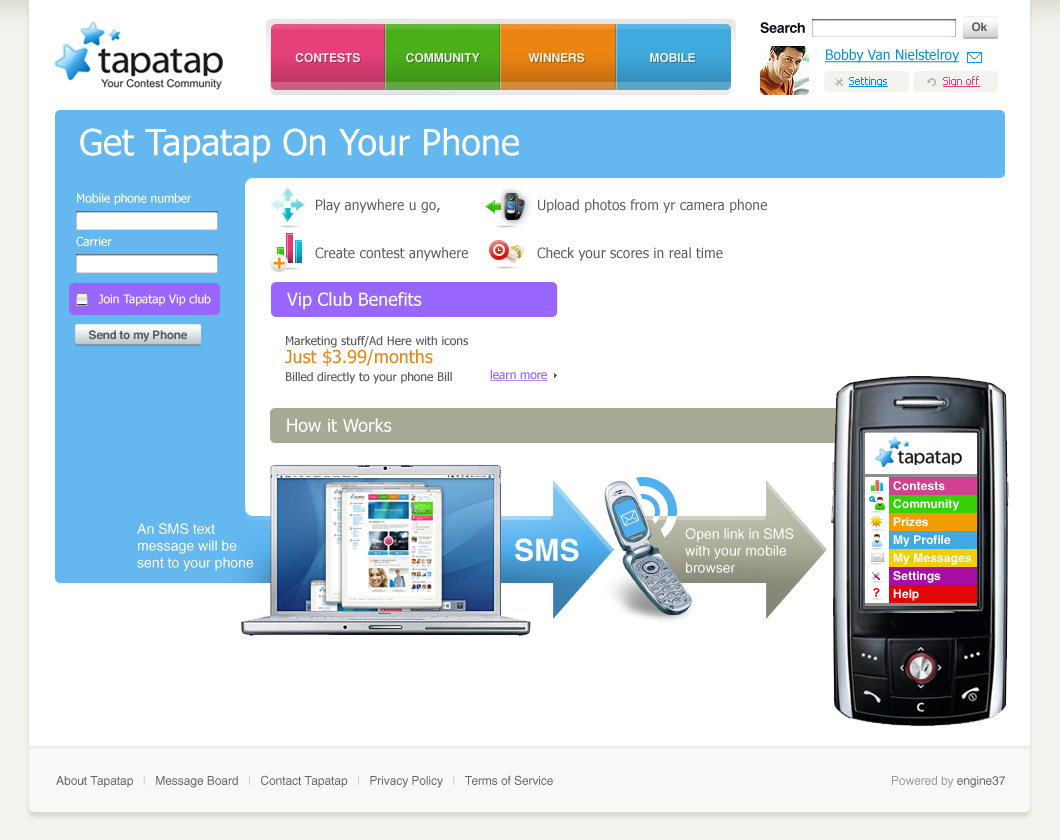 tapatap
Your Contest Community
CONTESTS
COMMUNITY
WINNERS
MOBILE
Search
Ok
Bobby Van Nielstelroy
Settings
Sign off
Get Tapatap On Your Phone
Mobile phone number
Carrier
Join Tapatap Vip club
Send to my Phone
Play anywhere u go,
Upload photos from yr camera phone
Create contest anywhere
Check your scores in real time
Vip Club Benefits
Marketing stuff/Ad Here with icons
Just $3.99/months
Billed directly to your phone Bill
learn more
How it Works
An SMS text
message will be
sent to your phone
SMS
Open link in SMS
with your mobile
browser
tapatap
Contests
Community
Prizes
My Profile
My Messages
Settings
Help
C
About Tapatap
Message Board
Contact Tapatap
Privacy Policy
Terms of Service
Powered by engine37